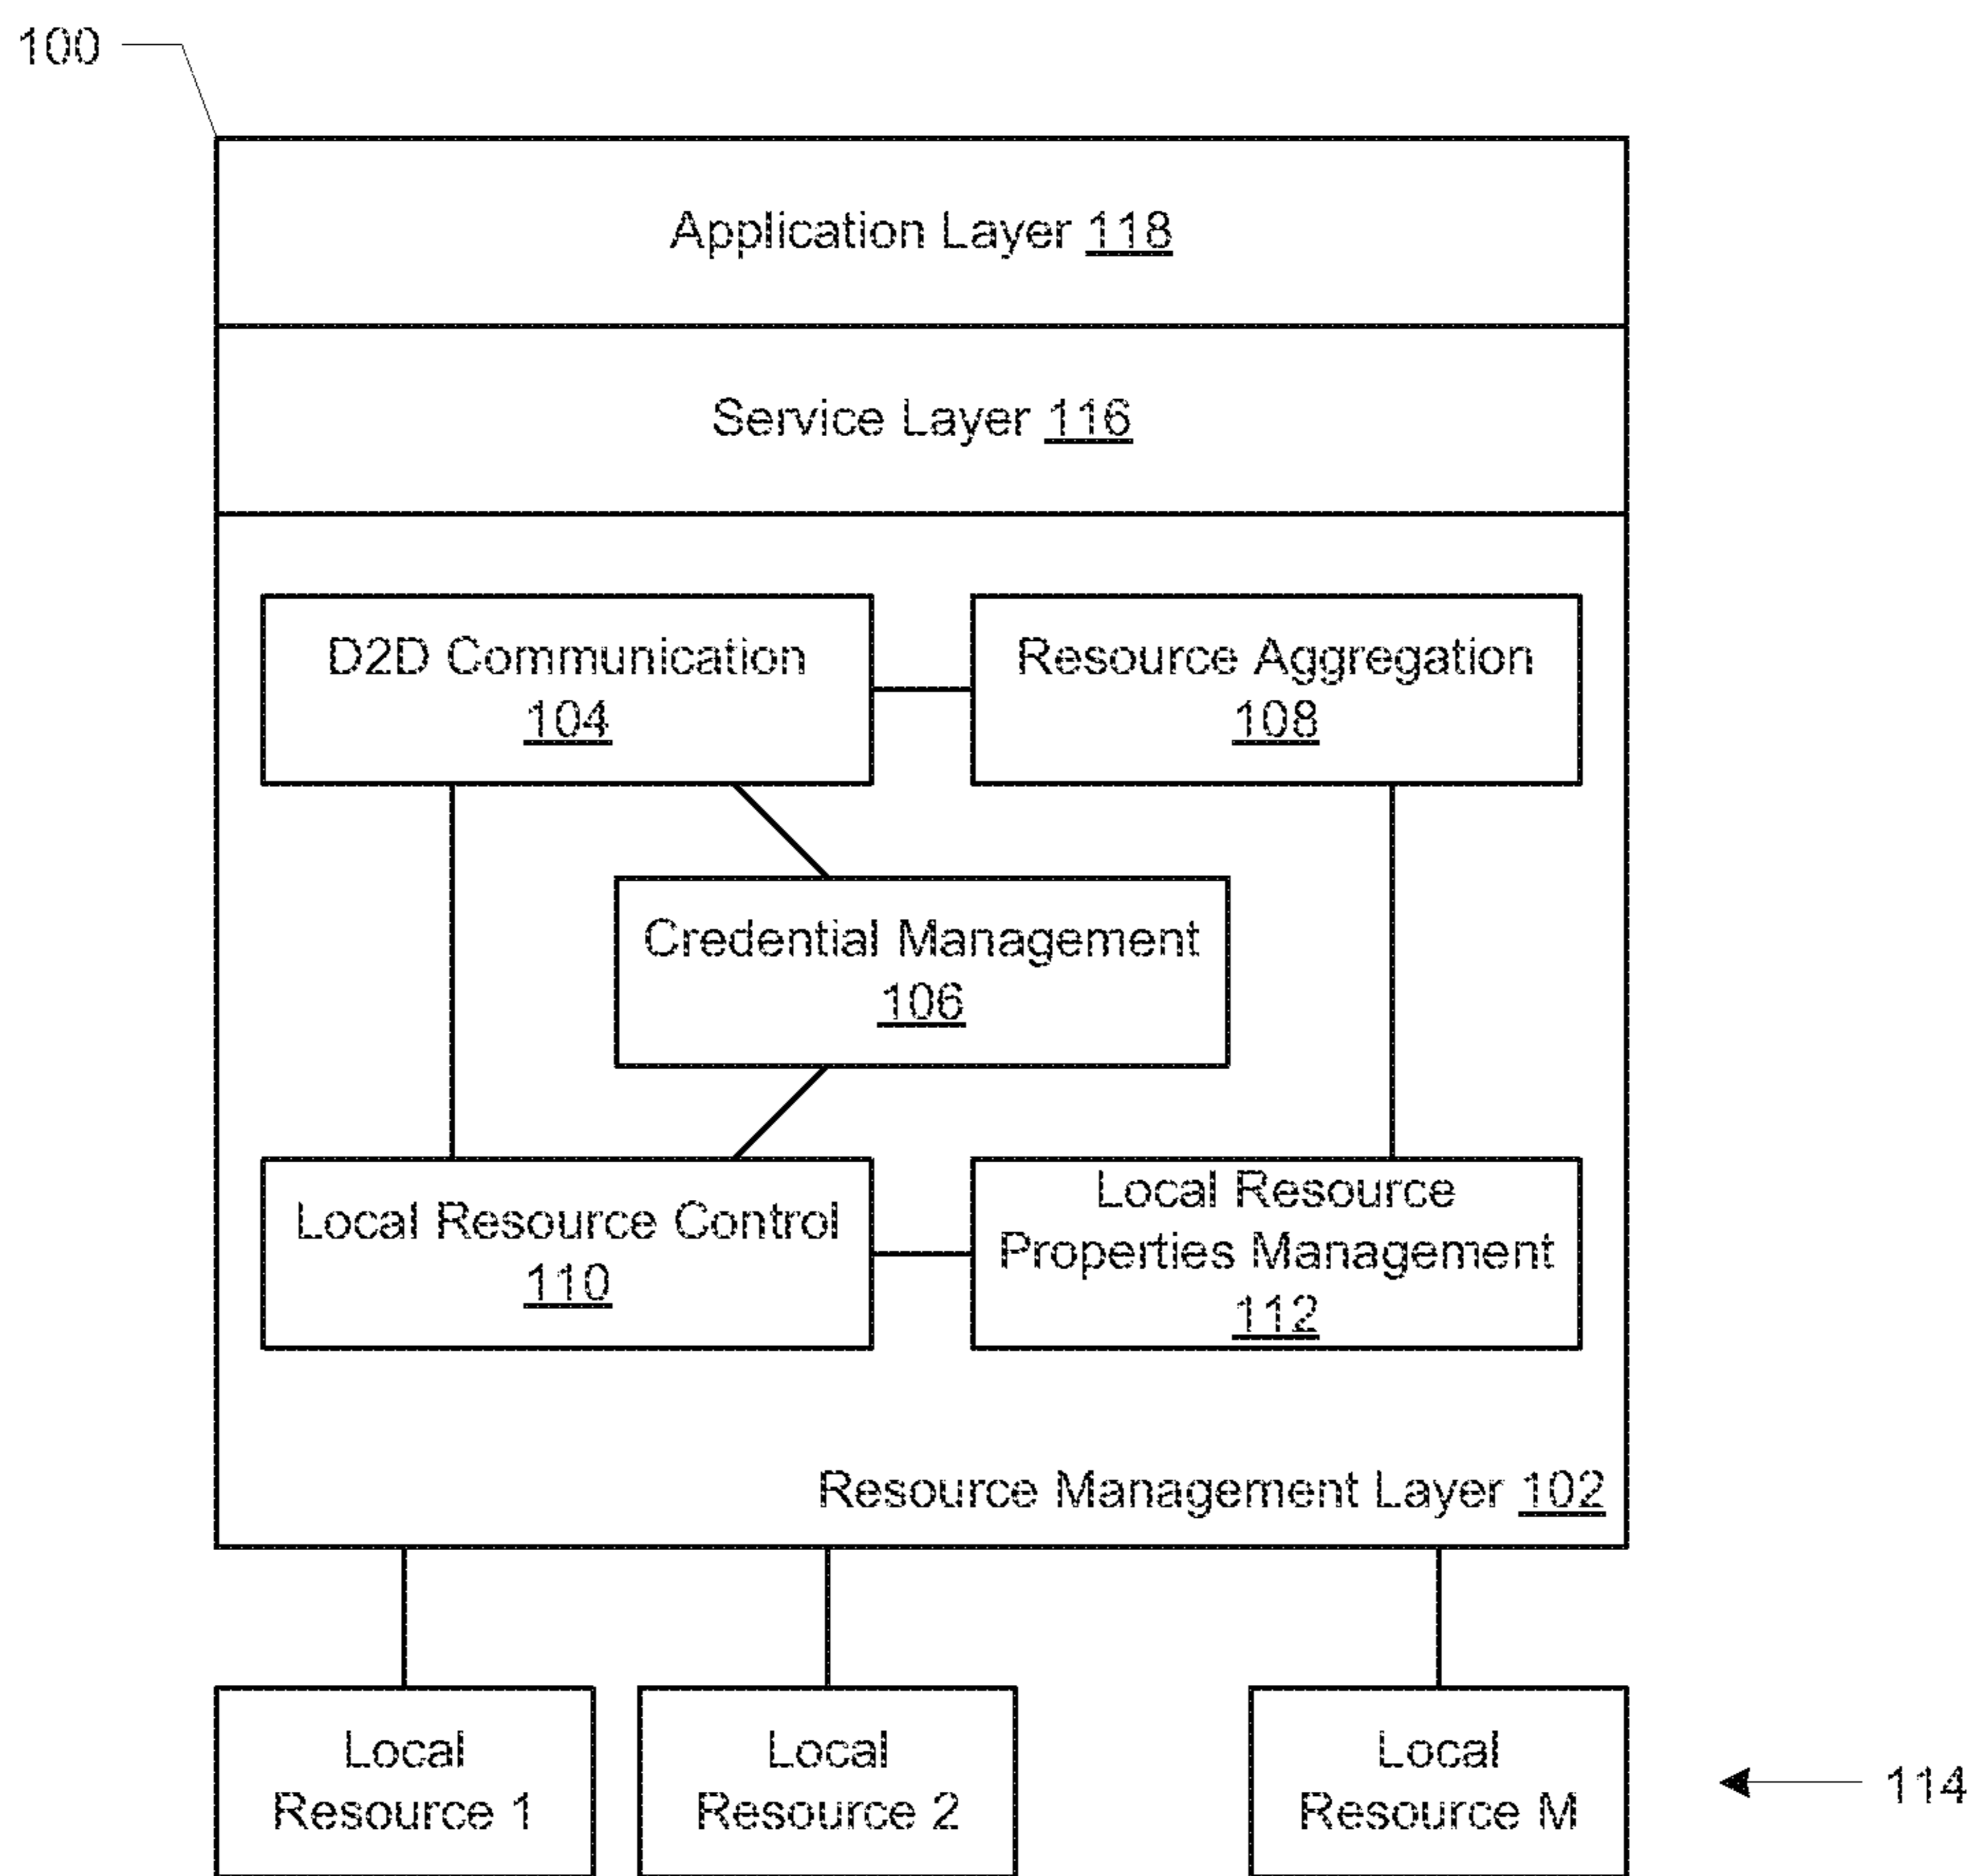 100
Application Layer 118
Service Layer 116
D2D Communication
104
Resource Aggregation
108
Credential Management
106
Local Resource Control
110
Local Resource
Properties Management
112
Resource Management Layer 102
Local
Resource 1
Local
Resource 2
Local
Resource M
114